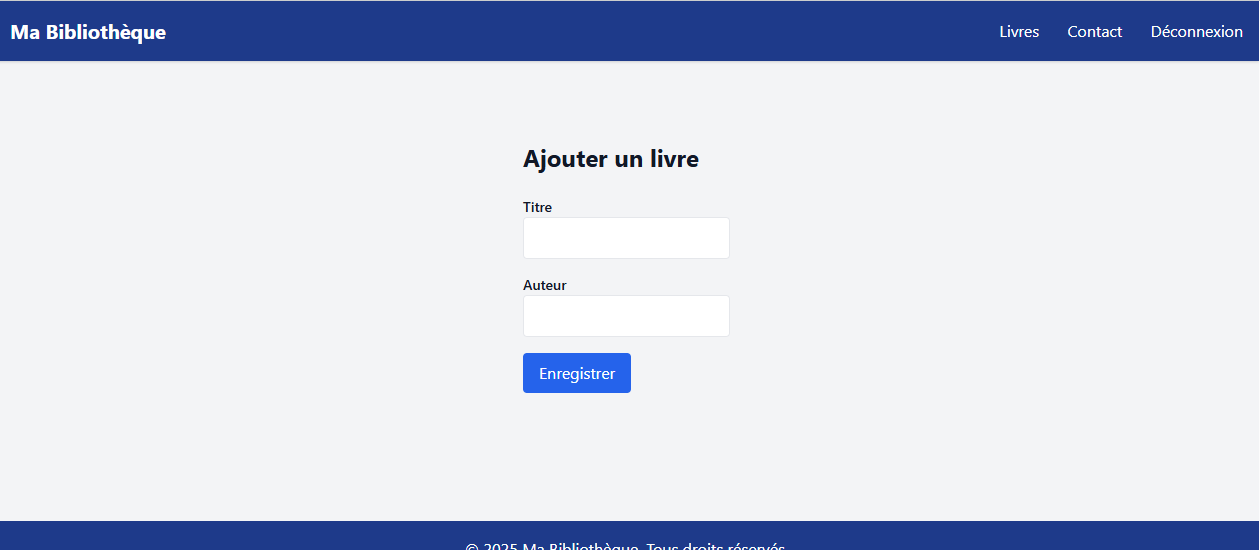 Ma Bibliothèque
Livres Contact Déconnexion
Ajouter un livre
Titre
Auteur
Enregistrer
© 2025 Ma Bibliothèque. Tous droits réservés